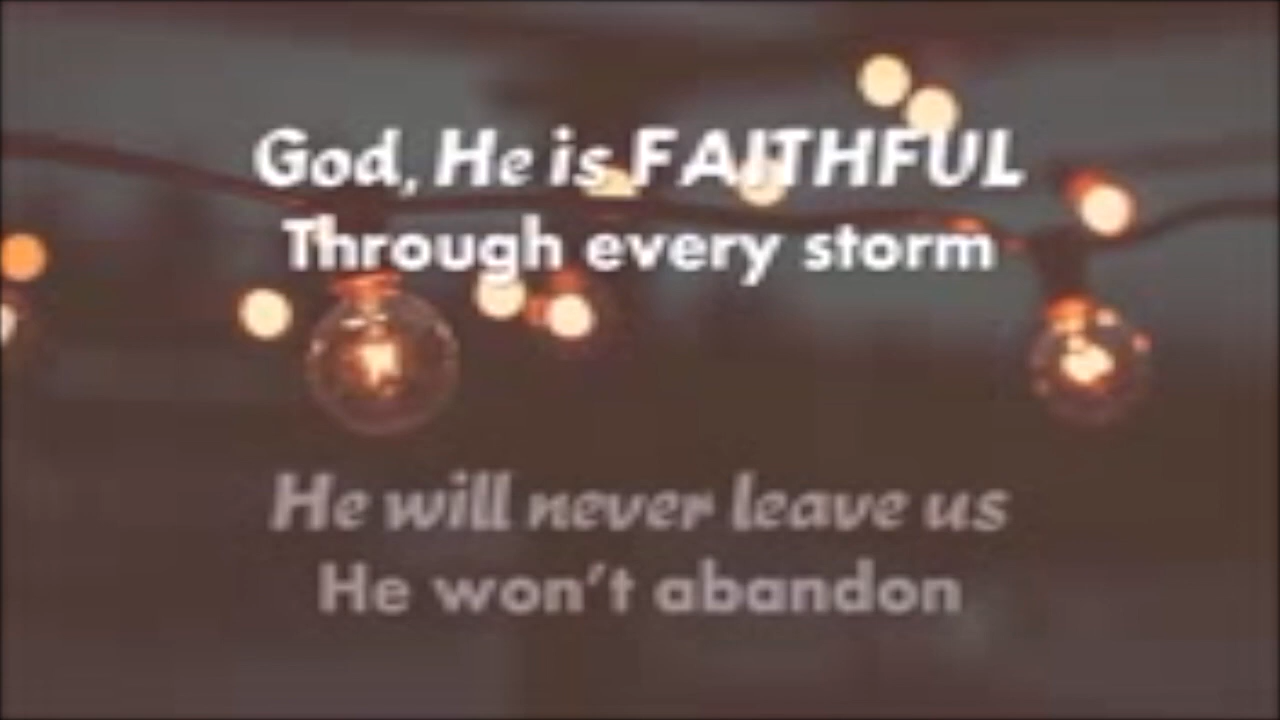 God, He is FAITHFUL
Through every storm
He will never leave us
He won't abandon